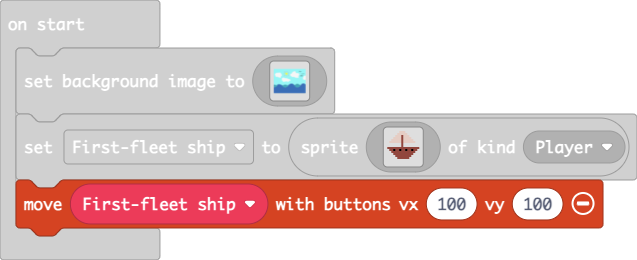 on start
set background image to
set First-fleet ship to sprite of kind Player
move First-fleet ship with buttons vx 100 vy 100